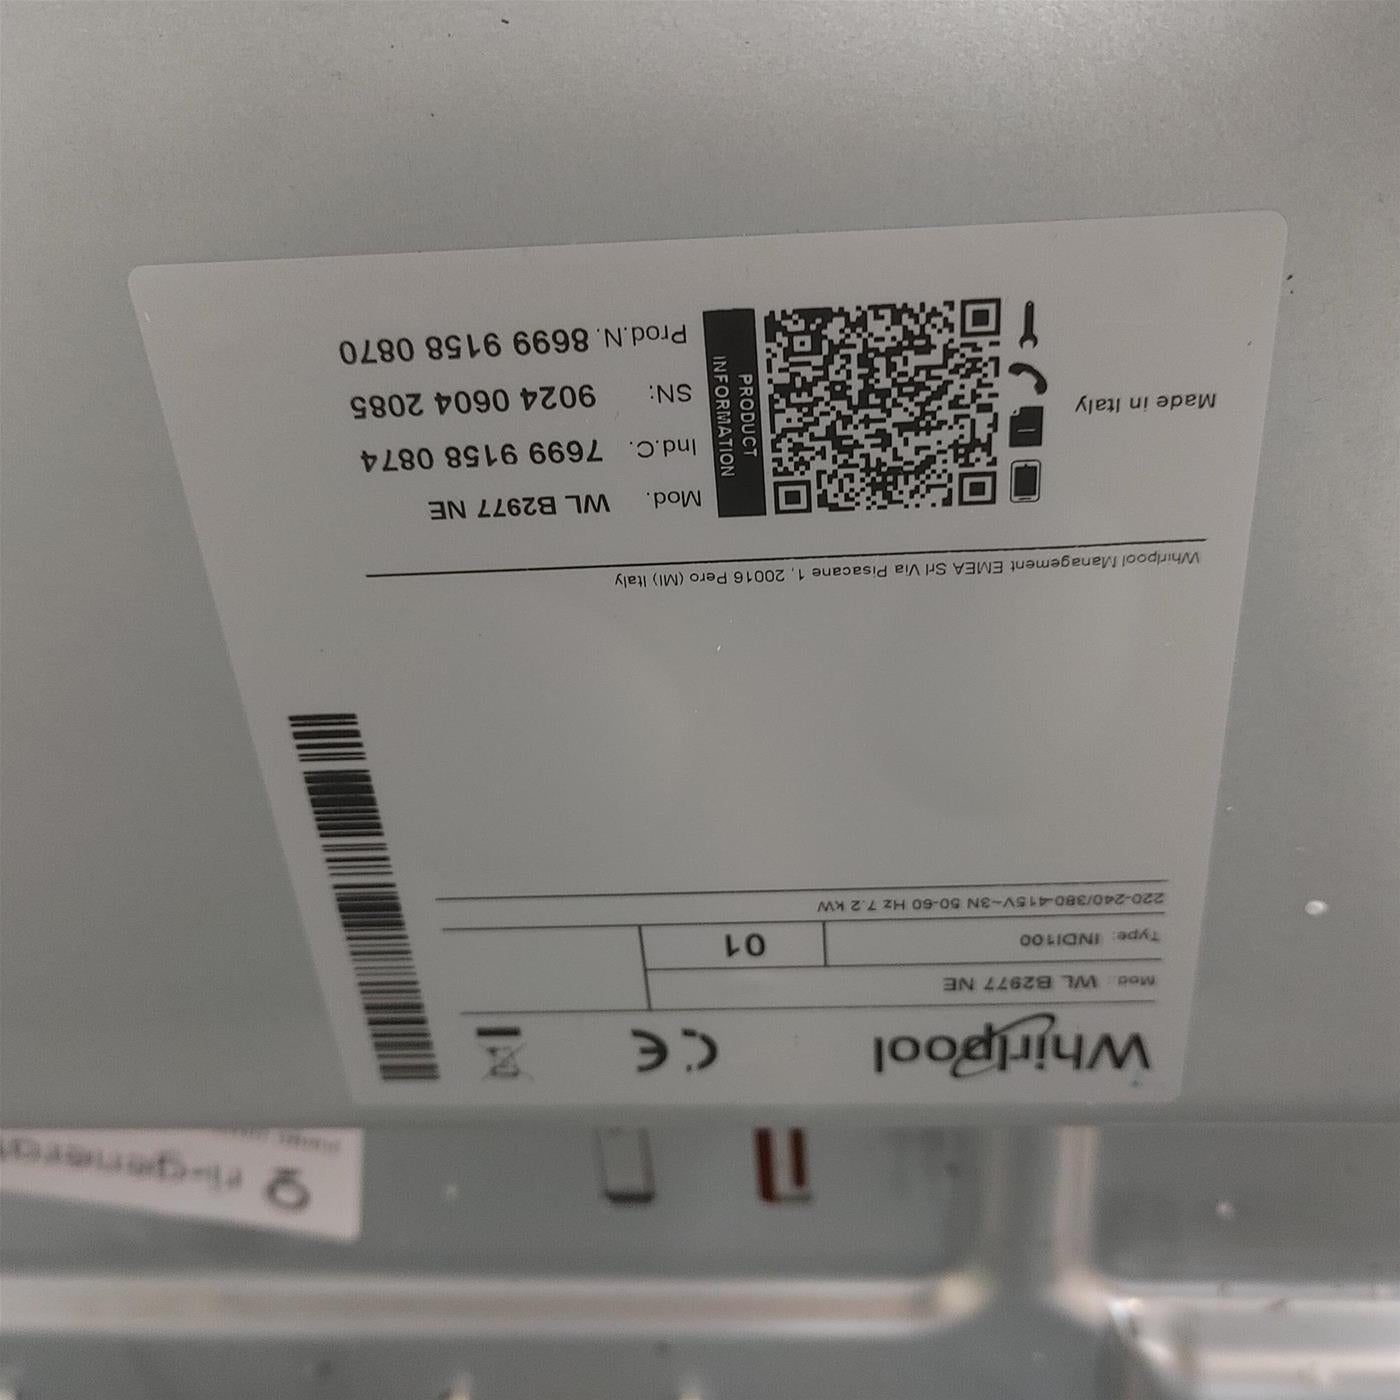 Whirlpool
CE
Mod. WL B2977 NE
Type: INDI100
01
220-240/380-415V~3N 50-60 Hz 7.2 kW
Whirlpool Management EMEA Srl Via Pisacane 1, 20016 Pero (MI) Italy
Made in Italy
PRODUCT
INFORMATION
Mod. WL B2977 NE
Ind.C. 7699 9158 0874
SN: 9024 0604 2085
Prod.N. 8699 9158 0870